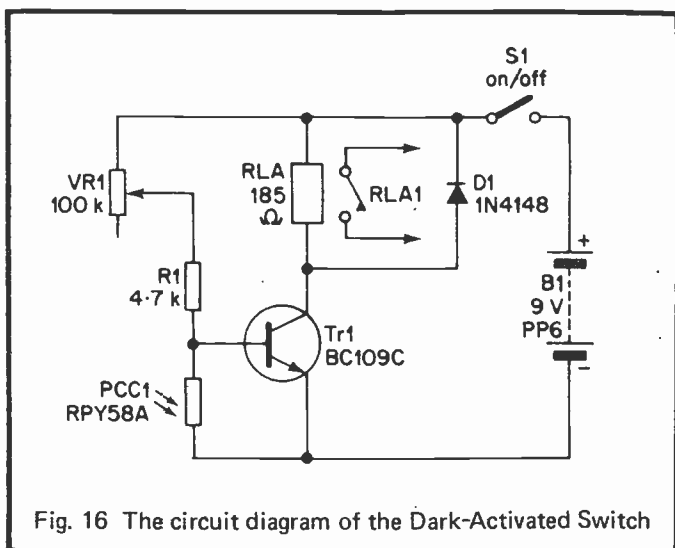 S1
on/off
VR1
100 k
RLA
185
Ω
RLA1
D1
1N4148
R1
4·7 k
Tr1
BC109C
+
B1
9 V
PP6
−
PCC1
RPY58A
Fig. 16 The circuit diagram of the Dark-Activated Switch